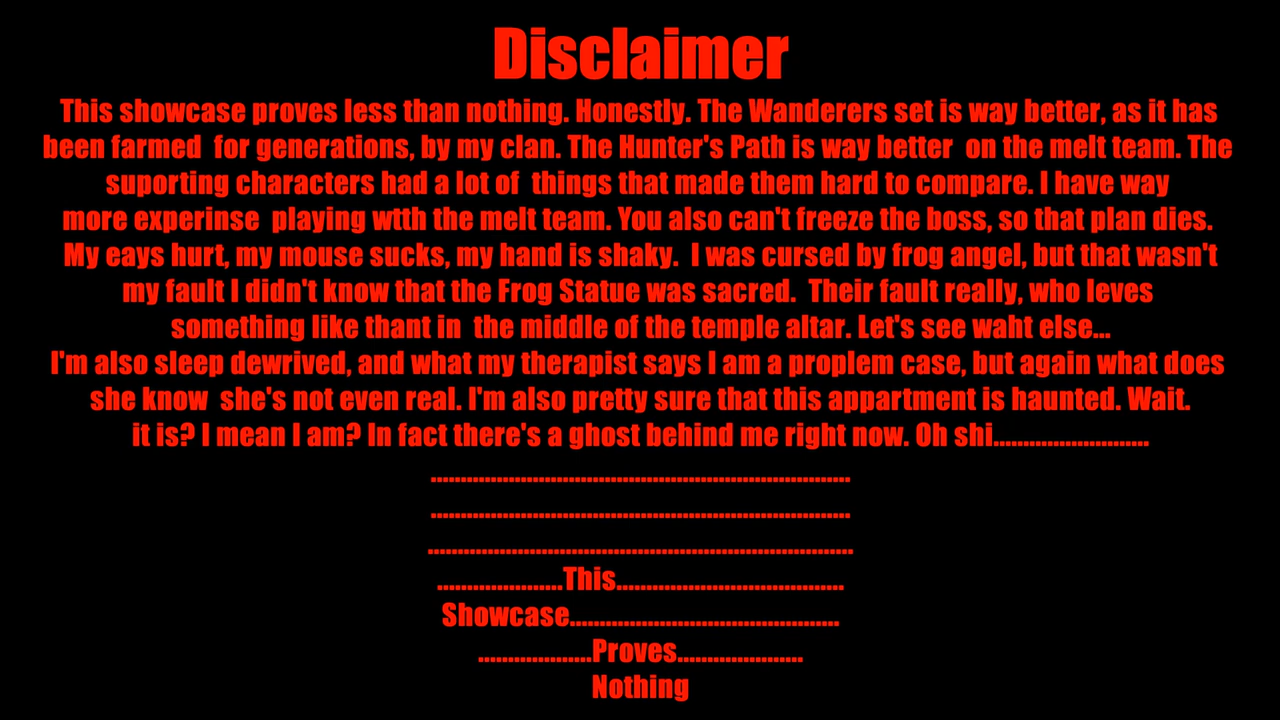 Disclaimer
This showcase proves less than nothing. Honestly. The Wanderers set is way better, as it has
been farmed  for generations, by my clan. The Hunter's Path is way better  on the melt team. The
suporting characters had a lot of  things that made them hard to compare. I have way
more experinse  playing wtth the melt team. You also can't freeze the boss, so that plan dies.
My eays hurt, my mouse sucks, my hand is shaky.  I was cursed by frog angel, but that wasn't
my fault I didn't know that the Frog Statue was sacred.  Their fault really, who leves
something like thant in  the middle of the temple altar. Let's see waht else...
I'm also sleep dewrived, and what my therapist says I am a proplem case, but again what does
she know  she's not even real. I'm also pretty sure that this appartment is haunted. Wait.
it is? I mean I am? In fact there's a ghost behind me right now. Oh shi..........................
......................................................................
......................................................................
.......................................................................
.....................This......................................
Showcase.............................................
...................Proves.....................
Nothing